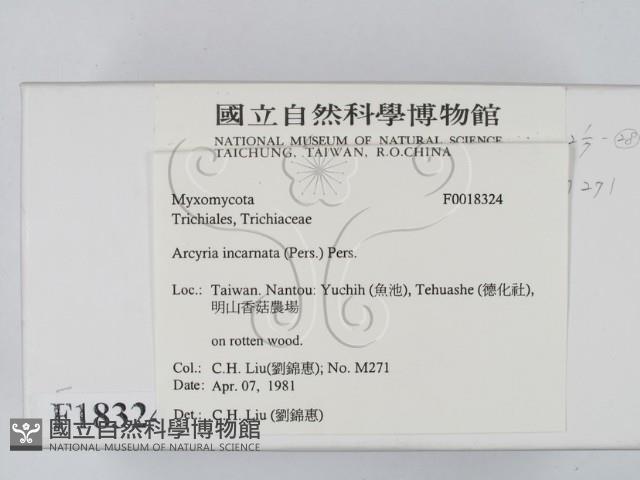 國立自然科學博物館
NATIONAL MUSEUM OF NATURAL SCIENCE
TAICHUNG, TAIWAN, R.O.CHINA
Myxomycota F0018324
Trichiales, Trichiaceae
Arcyria incarnata (Pers.) Pers.
Loc.: Taiwan. Nantou: Yuchih (魚池), Tehuashe (德化社),
明山香菇農場
on rotten wood.
Col.: C.H. Liu(劉錦惠); No. M271
Date: Apr. 07, 1981
Det.: C.H. Liu (劉錦惠)
271
F18324
國立自然科學博物館
NATIONAL MUSEUM OF NATURAL SCIENCE